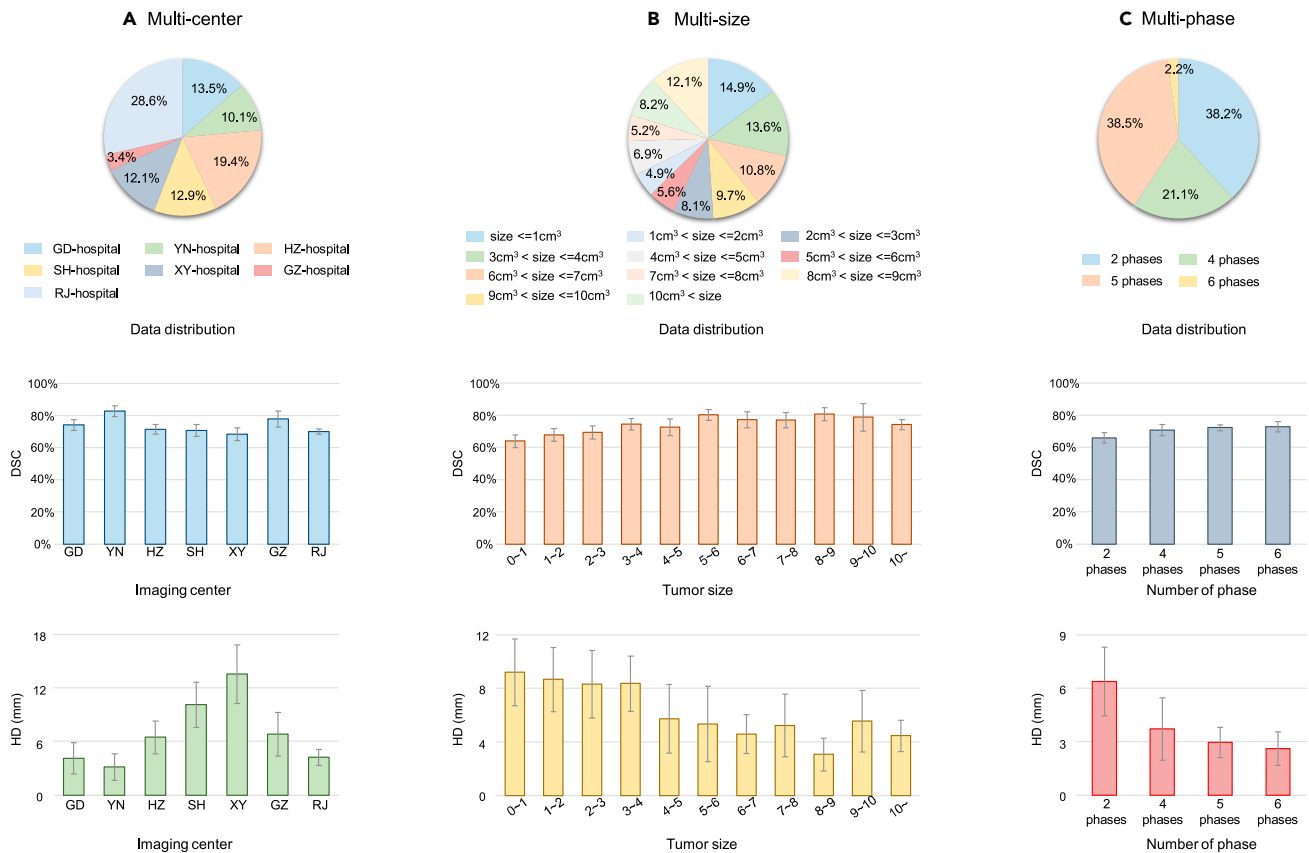 A Multi-center
13.5%
10.1%
19.4%
12.9%
12.1%
3.4%
28.6%
GD-hospital YN-hospital HZ-hospital
SH-hospital XY-hospital GZ-hospital
RJ-hospital
Data distribution
100%
80%
60%
40%
20%
0%
DSC
GD YN HZ SH XY GZ RJ
Imaging center
18
12
6
0
HD (mm)
GD YN HZ SH XY GZ RJ
Imaging center
B Multi-size
14.9%
13.6%
10.8%
9.7%
8.1%
5.6%
4.9%
6.9%
5.2%
8.2%
12.1%
size <=1cm³ 1cm³ < size <=2cm³ 2cm³ < size <=3cm³
3cm³ < size <=4cm³ 4cm³ < size <=5cm³ 5cm³ < size <=6cm³
6cm³ < size <=7cm³ 7cm³ < size <=8cm³ 8cm³ < size <=9cm³
9cm³ < size <=10cm³ 10cm³ < size
Data distribution
100%
80%
60%
40%
20%
0%
DSC
0~1 1~2 2~3 3~4 4~5 5~6 6~7 7~8 8~9 9~10 10~
Tumor size
12
8
4
0
HD (mm)
0~1 1~2 2~3 3~4 4~5 5~6 6~7 7~8 8~9 9~10 10~
Tumor size
C Multi-phase
2.2%
38.2%
21.1%
38.5%
2 phases 4 phases
5 phases 6 phases
Data distribution
100%
80%
60%
40%
20%
0%
DSC
2 4 5 6
phases phases phases phases
Number of phase
9
6
3
0
HD (mm)
2 4 5 6
phases phases phases phases
Number of phase